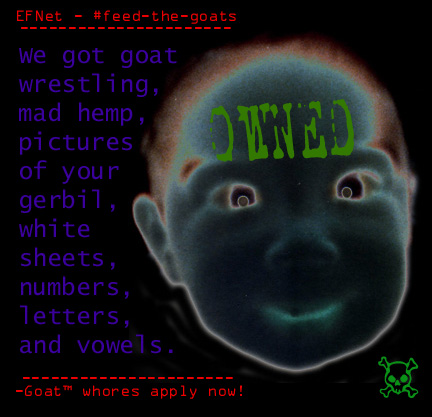 EFNet - #feed-the-goats
-----------------------
We got goat
wrestling,
mad hemp,
pictures
of your
gerbil,
white
sheets,
numbers,
letters,
and vowels.
OWNED
-----------------------
-Goat™ whores apply now!